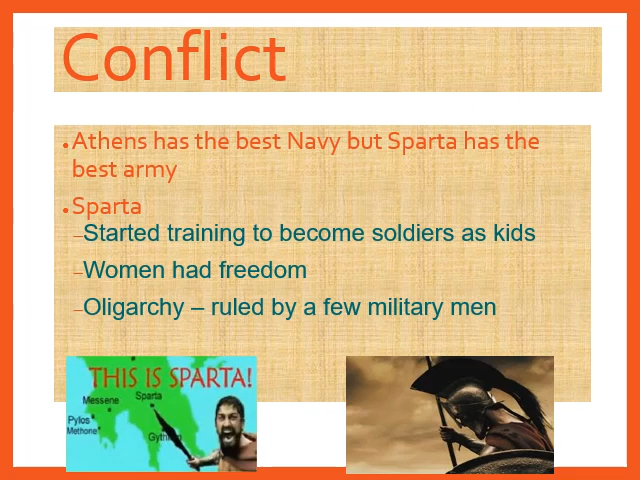 Conflict
Athens has the best Navy but Sparta has the
best army
Sparta
–Started training to become soldiers as kids
–Women had freedom
–Oligarchy – ruled by a few military men
THIS IS SPARTA!
Messene
Sparta
Pylos
Methone